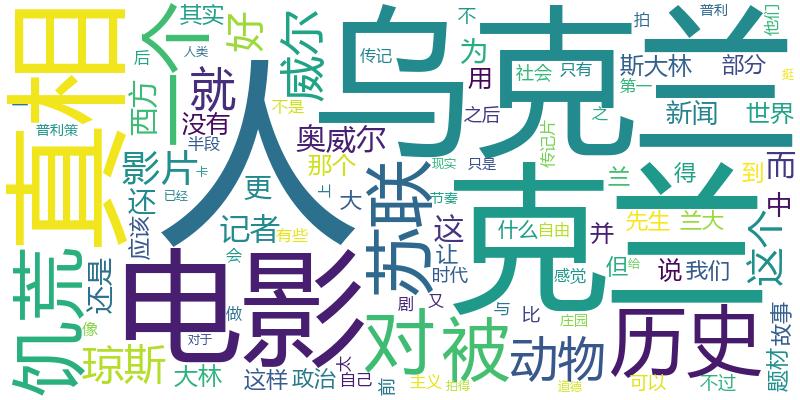 真相
一个
好
其实
后
人类
威尔
传记
乌克兰
不
拍
普利
他们
为
用
社会
只有
斯大林
部分
就
西方
没有
普利策
半段
人
不是
奥威尔
之后
第一
之
新闻
世界
传记片
影片
那个
现实
只是
兰
得
到
而
还
更
卡
已经
上
大
苏联
节奏
克兰
中
记者
有些
这
什么
自由
并
先生
兰大
这个
应该
饥荒
还是
会
让
时代
感觉
但
说
我们
电影
像
做
剧
又
与
比
庄园
历史
故事
题材
对于
对
被
动物
琼斯
大林
这样
政治
太
自己
前
主义
拍得
道德
可以
不过
给
挺